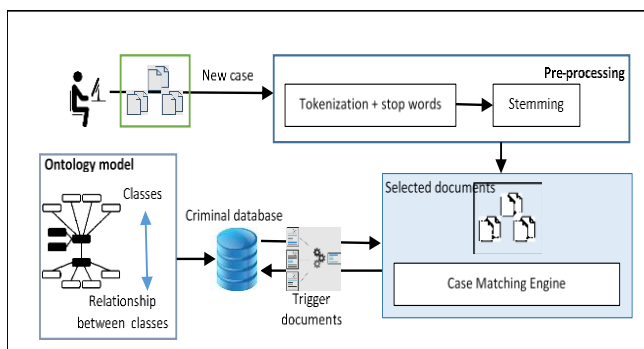 New case
Pre-processing
Tokenization + stop words
Stemming
Ontology model
Classes
Relationship
between classes
Criminal database
Trigger
documents
Selected documents
Case Matching Engine